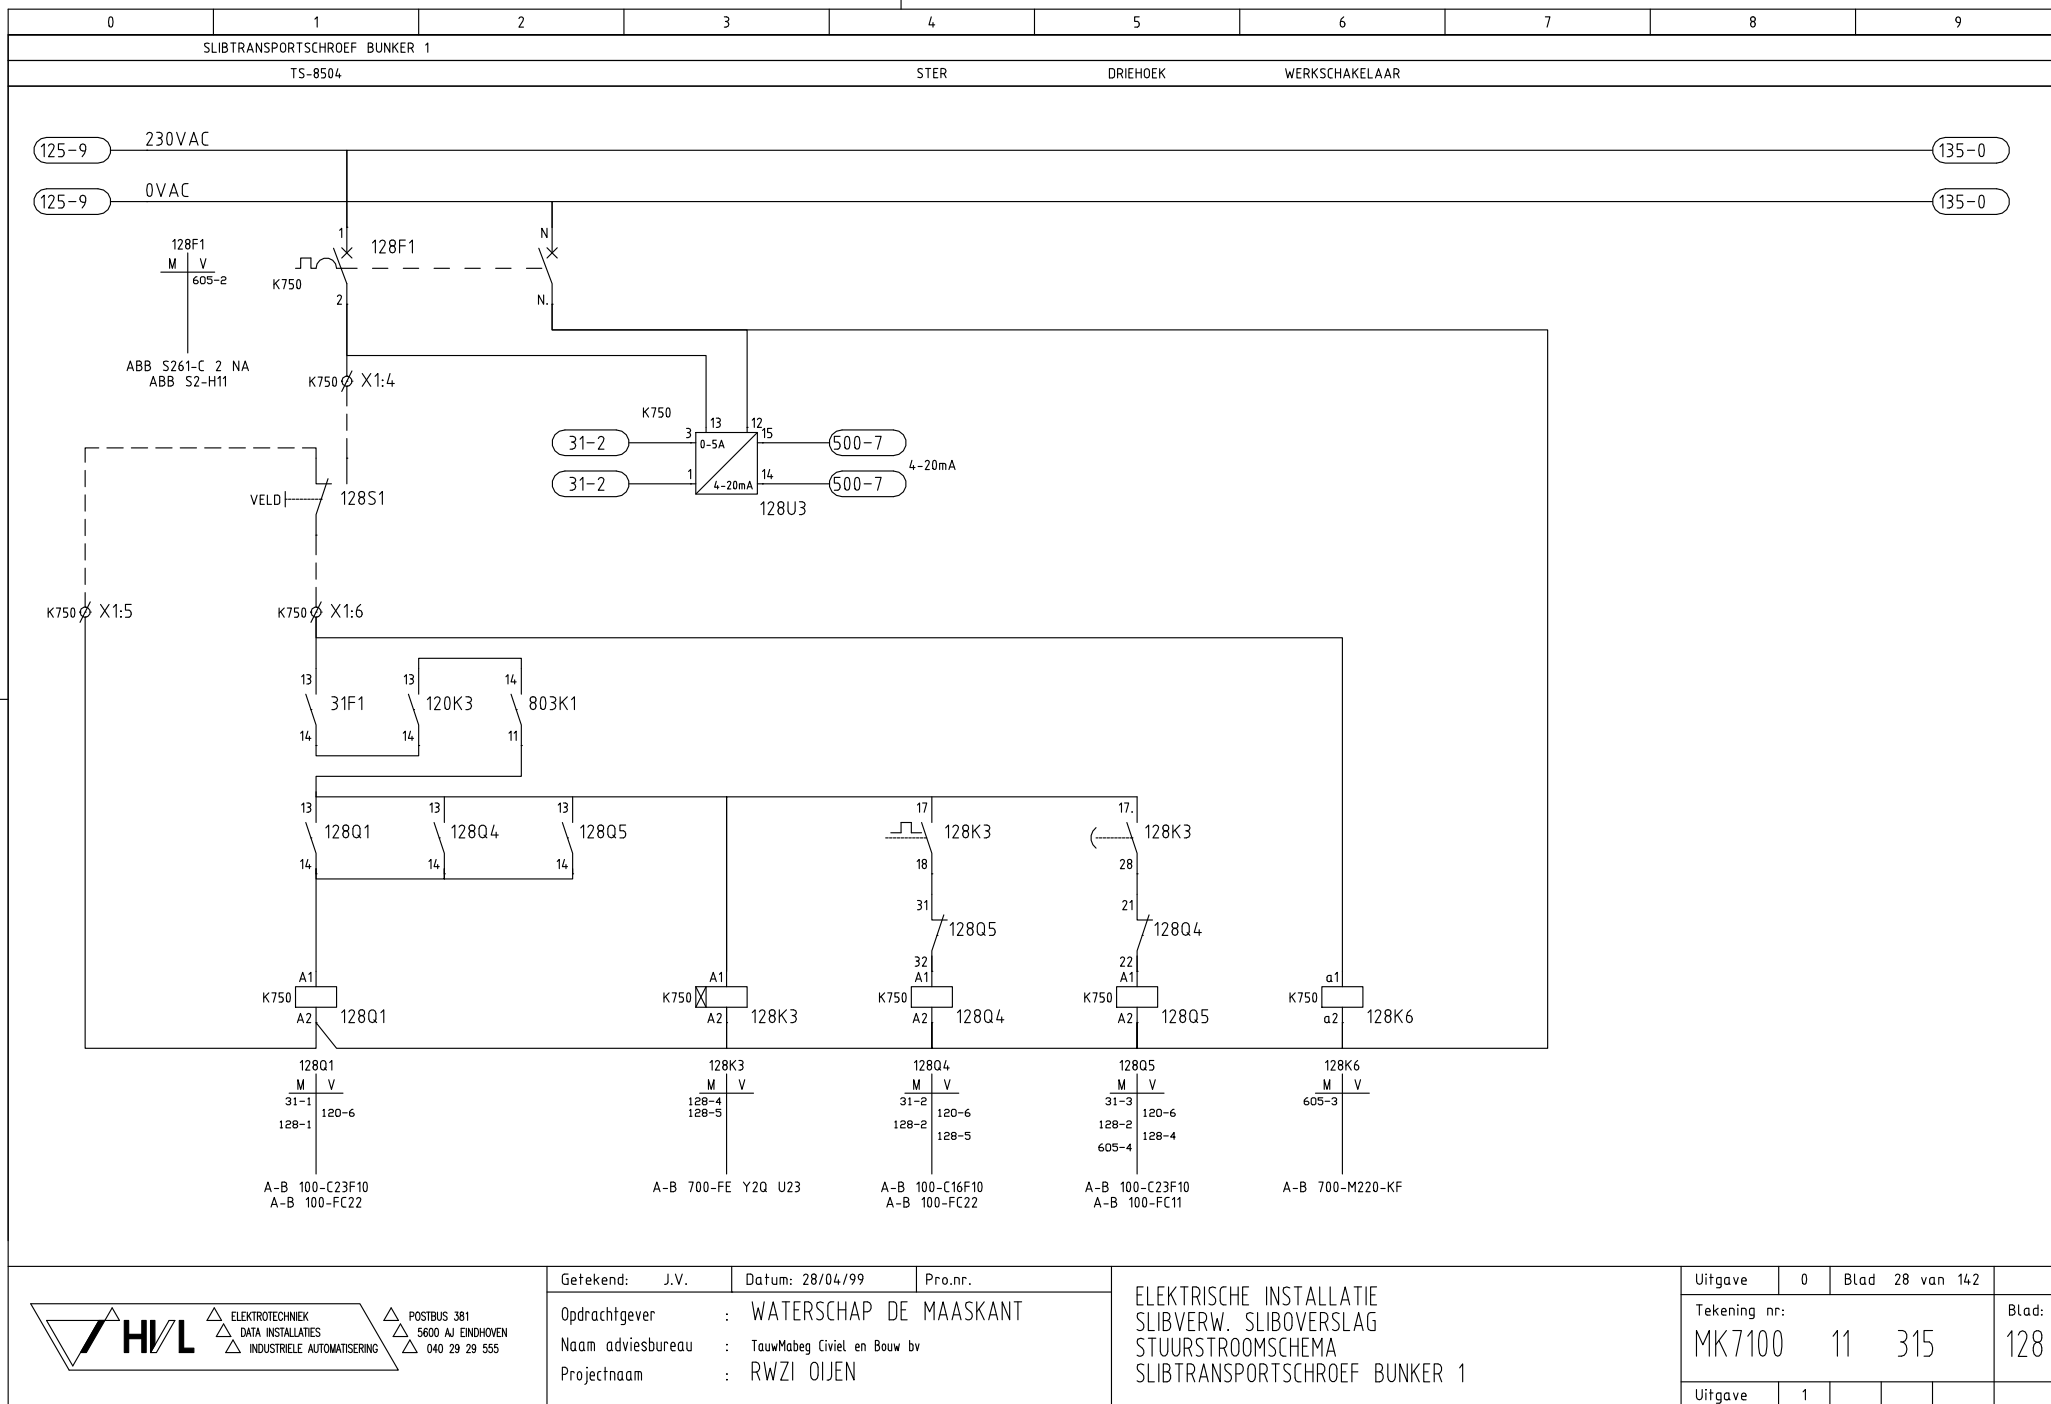 0 1 2 3 4 5 6 7 8 9
SLIBTRANSPORTSCHROEF BUNKER 1
TS-8504 STER DRIEHOEK WERKSCHAKELAAR
125-9 230VAC 135-0
125-9 0VAC 135-0
128F1
M V
605-2
ABB S261-C 2 NA
ABB S2-H11
1 128F1 N
K750
2 N.
K750 X1:4
K750
13 12
31-2 3 0-5A 15 500-7
4-20mA
31-2 1 4-20mA 14 500-7
128U3
VELD 128S1
K750 X1:5 K750 X1:6
13 13 14
31F1 120K3 803K1
14 14 11
13 13 13 17 17.
128Q1 128Q4 128Q5 128K3 128K3
14 14 14 18 28
31 21
128Q5 128Q4
32 22
A1 A1 A1 A1 a1
K750 K750 K750 K750 K750
A2 128Q1 A2 128K3 A2 128Q4 A2 128Q5 a2 128K6
128Q1 128K3 128Q4 128Q5 128K6
M V M V M V M V M V
31-1 128-4 31-2 31-3 605-3
120-6 128-5 120-6 120-6
128-1 128-2 128-2
128-5 128-4
605-4
A-B 100-C23F10 A-B 700-FE Y2Q U23 A-B 100-C16F10 A-B 100-C23F10 A-B 700-M220-KF
A-B 100-FC22 A-B 100-FC22 A-B 100-FC11
HVL
ELEKTROTECHNIEK
DATA INSTALLATIES
INDUSTRIELE AUTOMATISERING
POSTBUS 381
5600 AJ EINDHOVEN
040 29 29 555
Getekend: J.V. Datum: 28/04/99 Pro.nr.
Opdrachtgever : WATERSCHAP DE MAASKANT
Naam adviesbureau : TauwMabeg Civiel en Bouw bv
Projectnaam : RWZI OIJEN
ELEKTRISCHE INSTALLATIE
SLIBVERW. SLIBOVERSLAG
STUURSTROOMSCHEMA
SLIBTRANSPORTSCHROEF BUNKER 1
Uitgave 0 Blad 28 van 142
Tekening nr: Blad:
MK7100 11 315 128
Uitgave 1